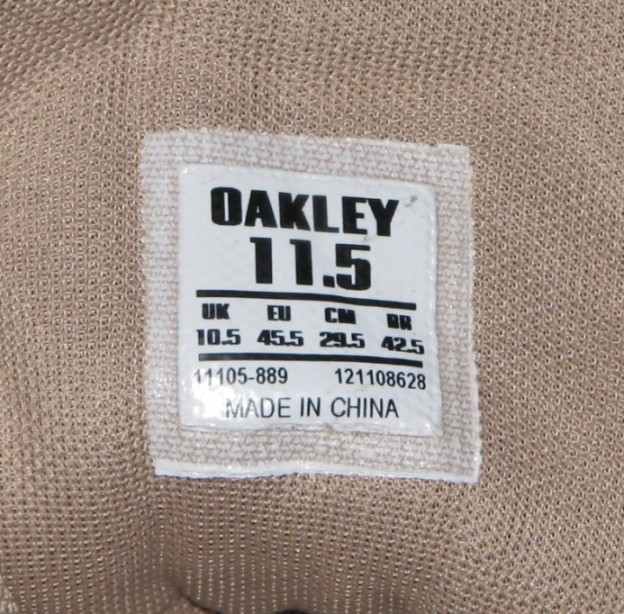 OAKLEY
11.5
UK EU CM BR
10.5 45.5 29.5 42.5
11105-889 121108628
MADE IN CHINA